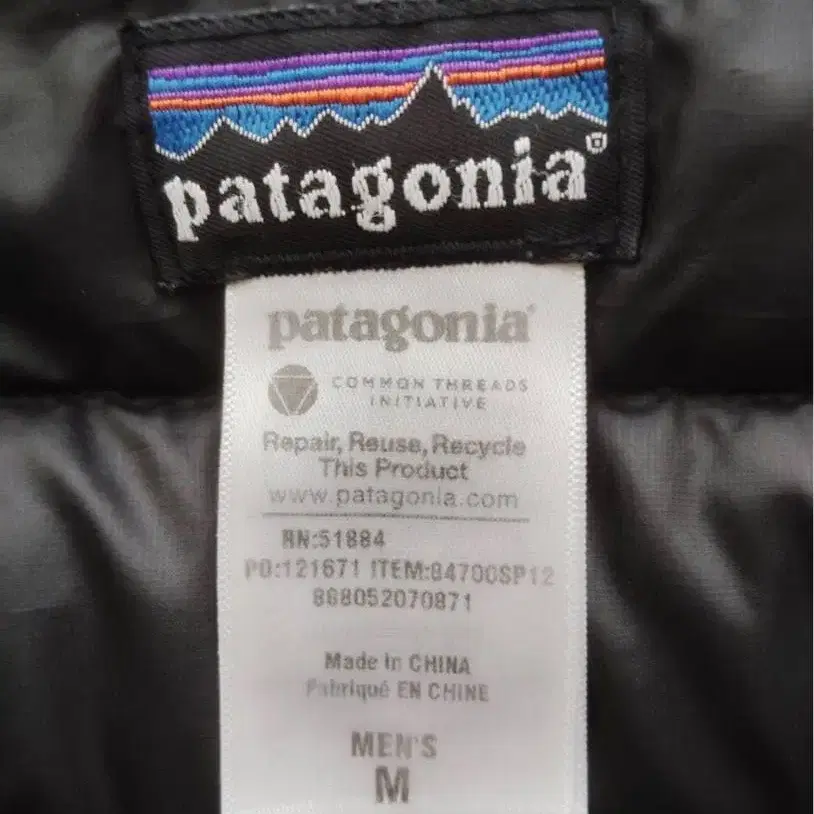 patagonia®
patagonia®
COMMON THREADS
INITIATIVE
Repair, Reuse, Recycle
This Product
www.patagonia.com
RN:51884
PO:121671 ITEM:84700SP12
888052070871
Made in CHINA
Fabriqué EN CHINE
MEN'S
M